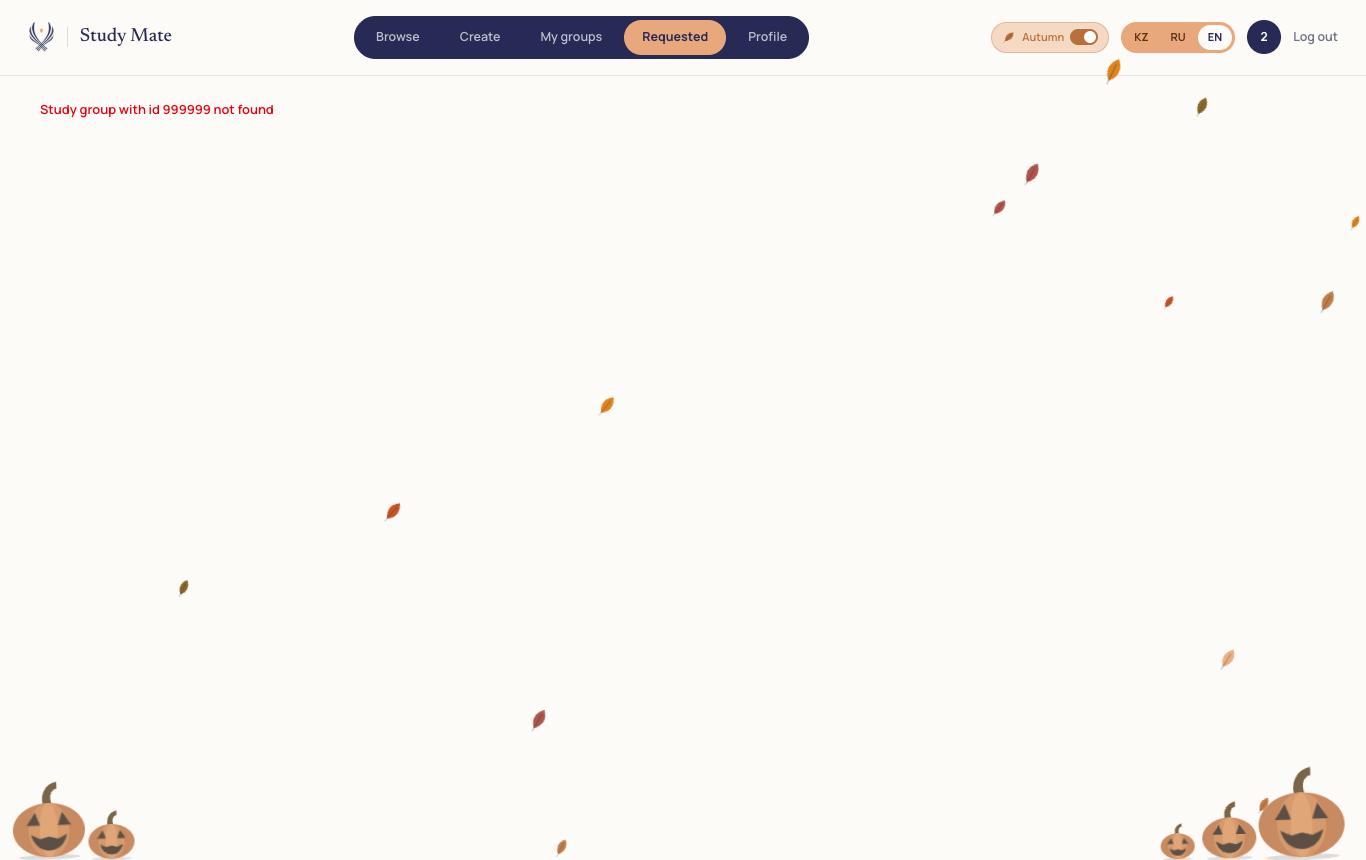 Study Mate
Browse
Create
My groups
Requested
Profile
Autumn
KZ
RU
EN
2
Log out
Study group with id 999999 not found